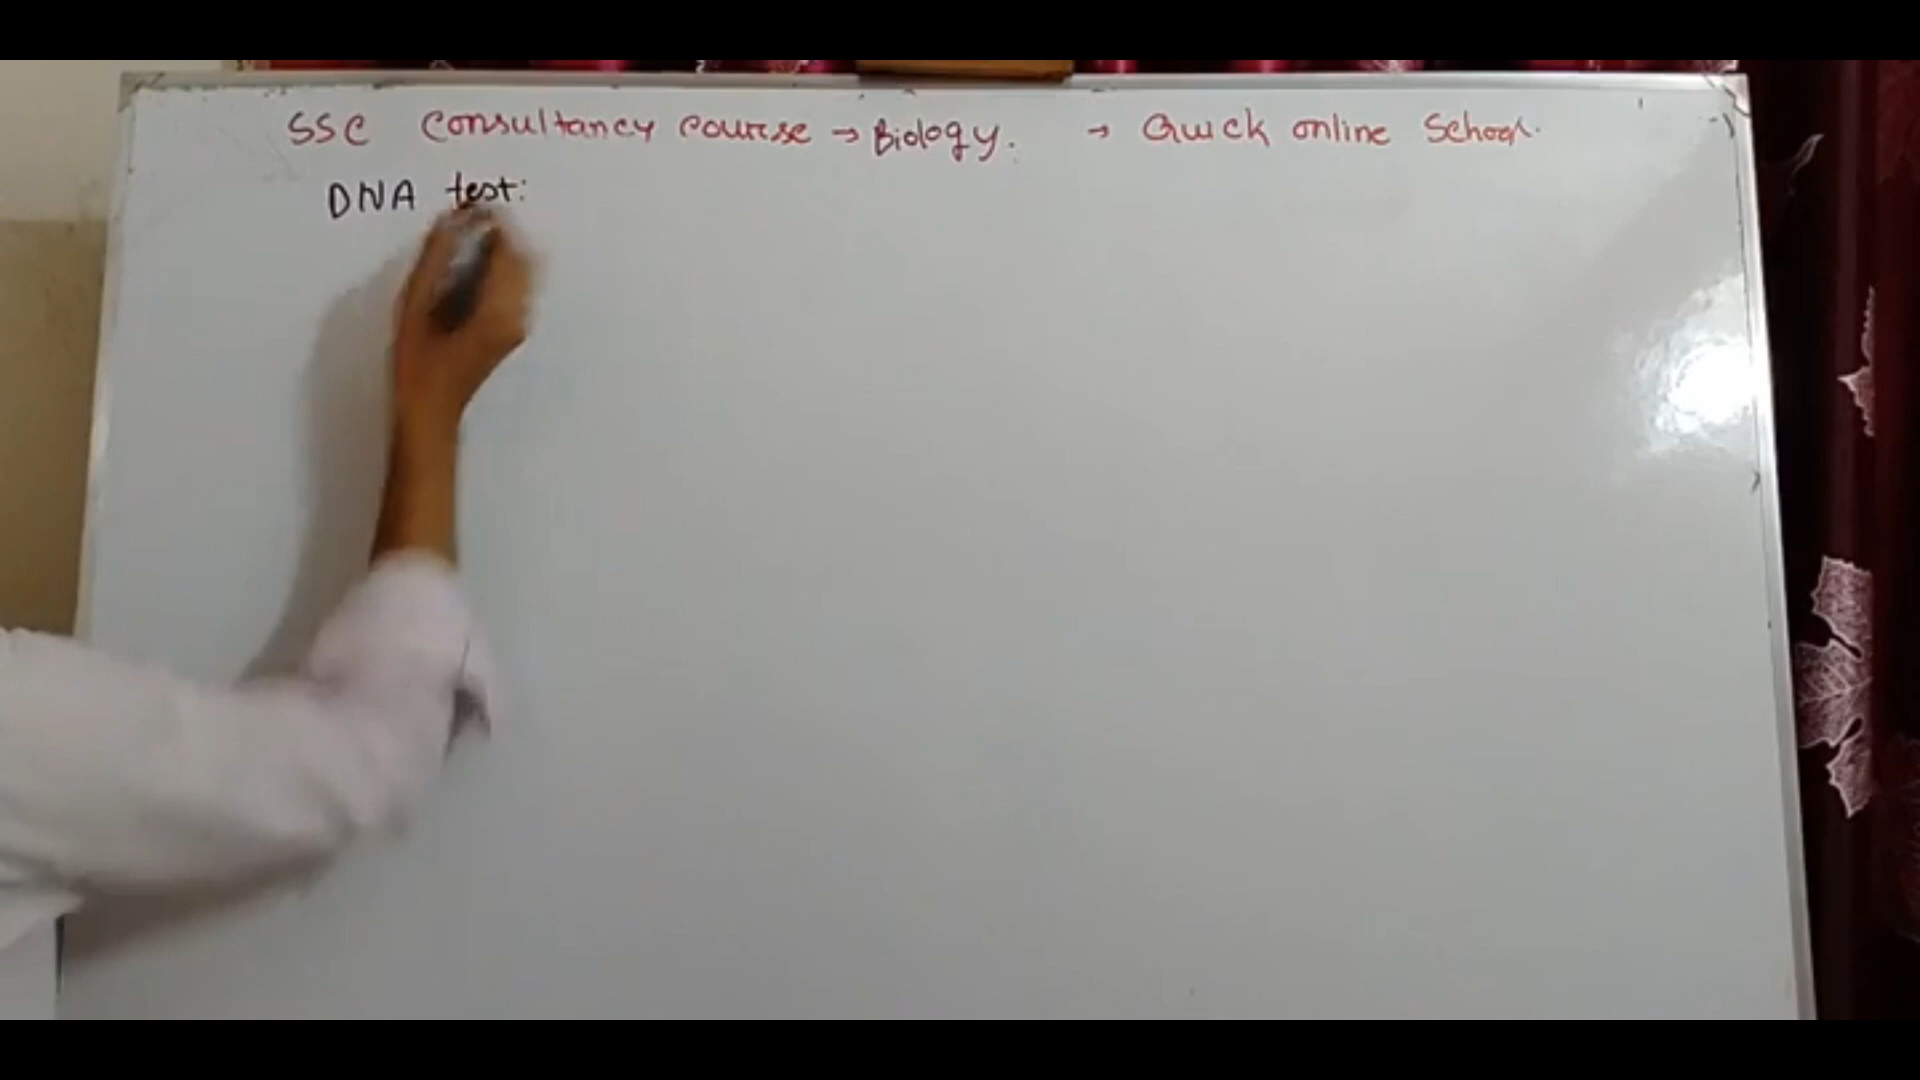 SSC Consultancy course → Biology. → Quick online School.
DNA test: